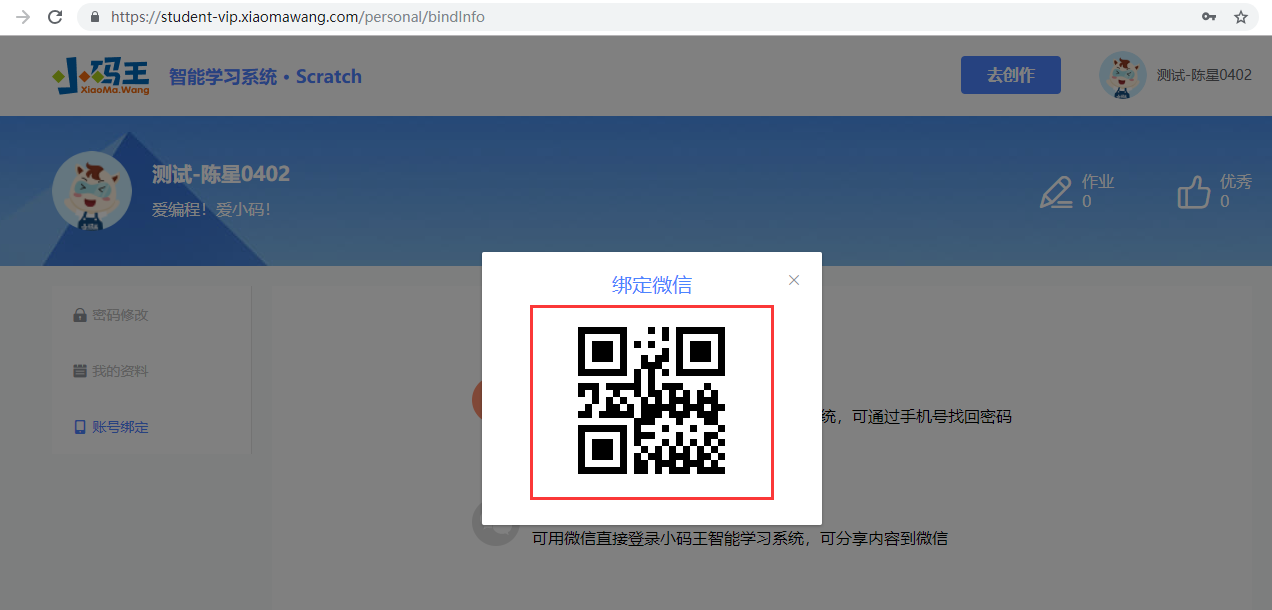 https://student-vip.xiaomawang.com/personal/bindInfo
小码王
XiaoMa.Wang
智能学习系统 • Scratch
去创作
测试-陈星0402
测试-陈星0402
爱编程！爱小码！
作业
0
优秀
0
绑定微信
密码修改
我的资料
账号绑定
统，可通过手机号找回密码
可用微信直接登录小码王智能学习系统，可分享内容到微信